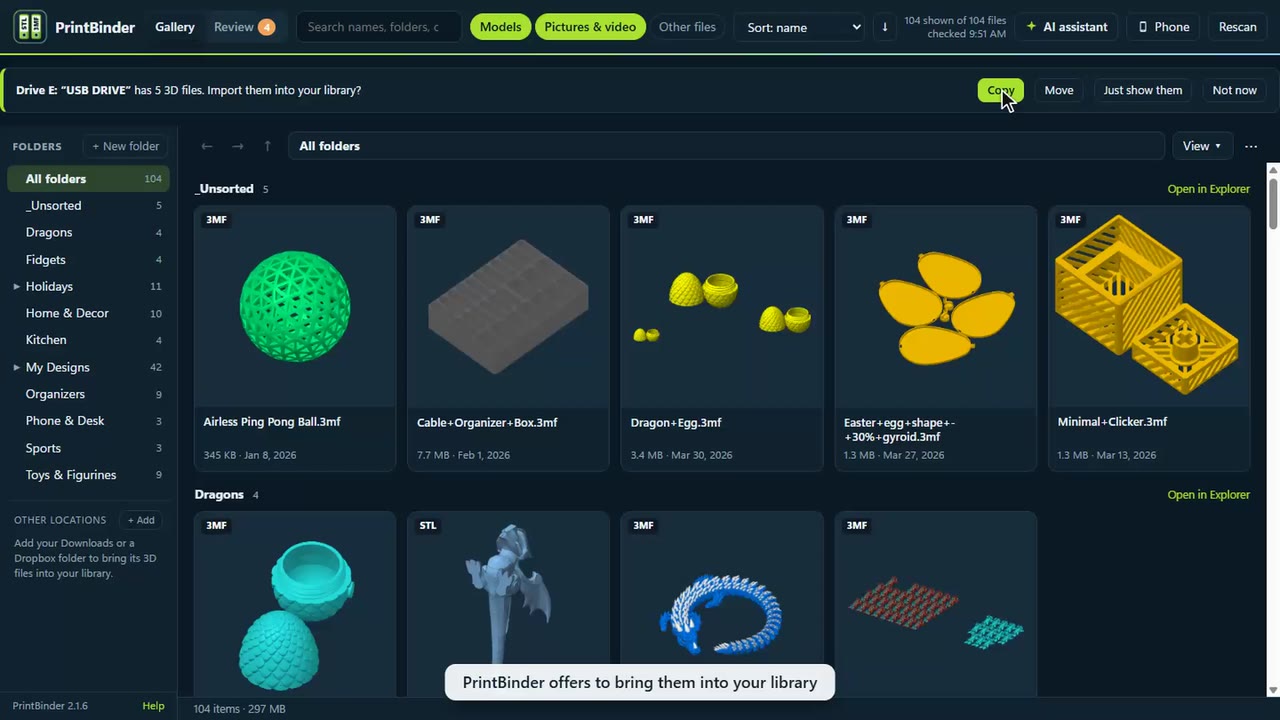 PrintBinder
Gallery
Review 4
Search names, folders, c
Models
Pictures & video
Other files
Sort: name
↓
104 shown of 104 files
checked 9:51 AM
AI assistant
Phone
Rescan
Drive E: “USB DRIVE” has 5 3D files. Import them into your library?
Copy
Move
Just show them
Not now
FOLDERS
+ New folder
All folders 104
_Unsorted 5
Dragons 4
Fidgets 4
Holidays 11
Home & Decor 10
Kitchen 4
My Designs 42
Organizers 9
Phone & Desk 3
Sports 3
Toys & Figurines 9
OTHER LOCATIONS
+ Add
Add your Downloads or a
Dropbox folder to bring its 3D
files into your library.
PrintBinder 2.1.6
Help
← → ↑
All folders
View ▾
...
_Unsorted 5
Open in Explorer
3MF
Airless Ping Pong Ball.3mf
345 KB · Jan 8, 2026
3MF
Cable+Organizer+Box.3mf
7.7 MB · Feb 1, 2026
3MF
Dragon+Egg.3mf
3.4 MB · Mar 30, 2026
3MF
Easter+egg+shape+-
+30%+gyroid.3mf
1.3 MB · Mar 27, 2026
3MF
Minimal+Clicker.3mf
1.3 MB · Mar 13, 2026
Dragons 4
Open in Explorer
3MF
STL
3MF
3MF
PrintBinder offers to bring them into your library
104 items · 297 MB